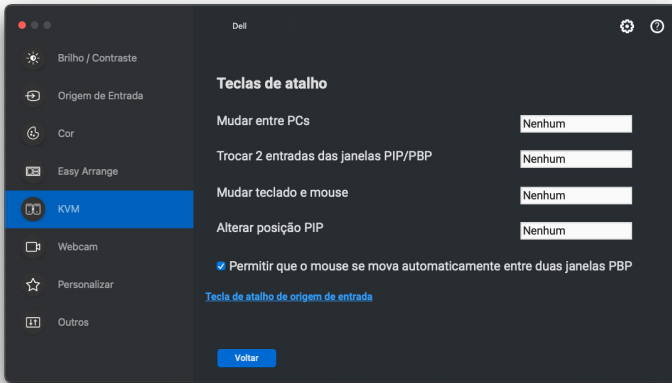 Dell
Brilho / Contraste
Origem de Entrada
Cor
Easy Arrange
KVM
Webcam
Personalizar
Outros
Teclas de atalho
Mudar entre PCs
Nenhum
Trocar 2 entradas das janelas PIP/PBP
Nenhum
Mudar teclado e mouse
Nenhum
Alterar posição PIP
Nenhum
Permitir que o mouse se mova automaticamente entre duas janelas PBP
Tecla de atalho de origem de entrada
Voltar